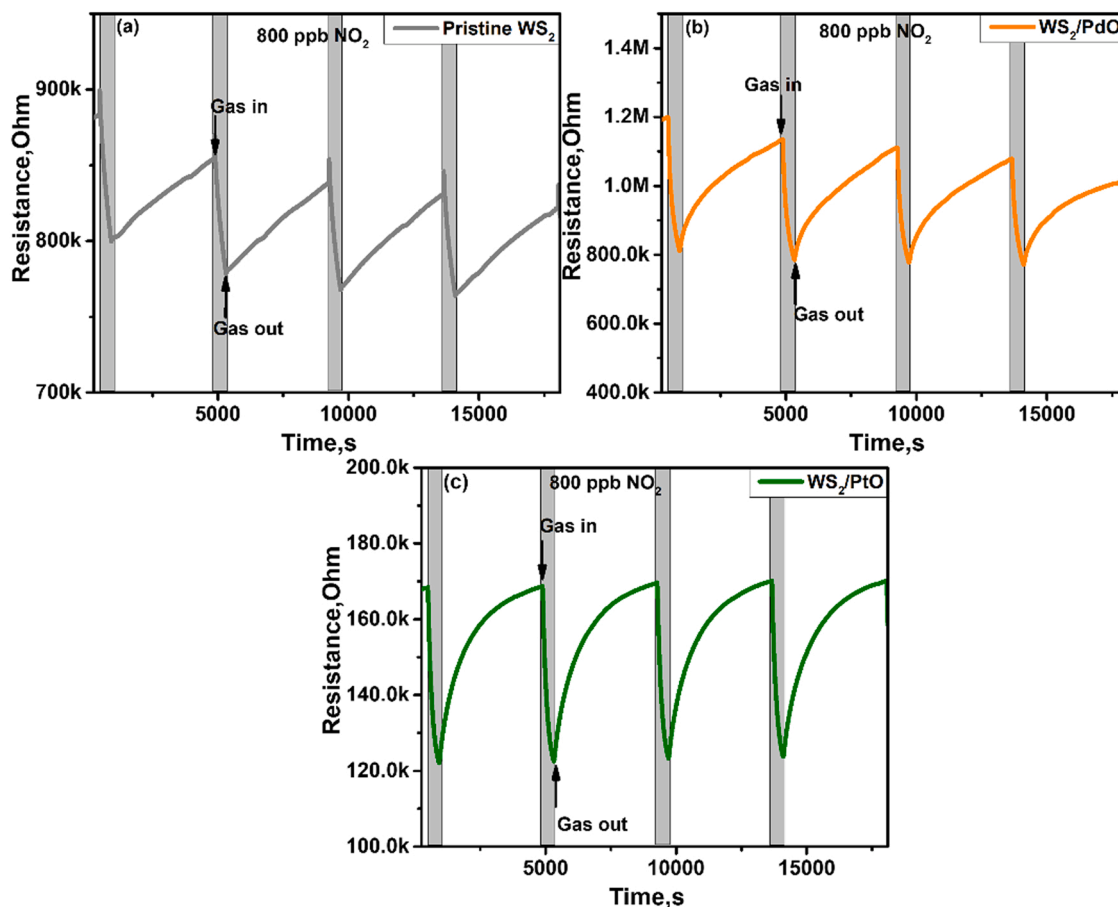 (a)
800 ppb NO2
Pristine WS2
900k
800k
700k
Resistance,Ohm
Gas in
Gas out
5000
10000
15000
Time,s
(b)
800 ppb NO2
WS2/PdO
1.4M
1.2M
1.0M
800.0k
600.0k
400.0k
Resistance,Ohm
Gas in
Gas out
5000
10000
15000
Time,s
(c)
800 ppb NO2
WS2/PtO
200.0k
180.0k
160.0k
140.0k
120.0k
100.0k
Resistance,Ohm
Gas in
Gas out
5000
10000
15000
Time,s